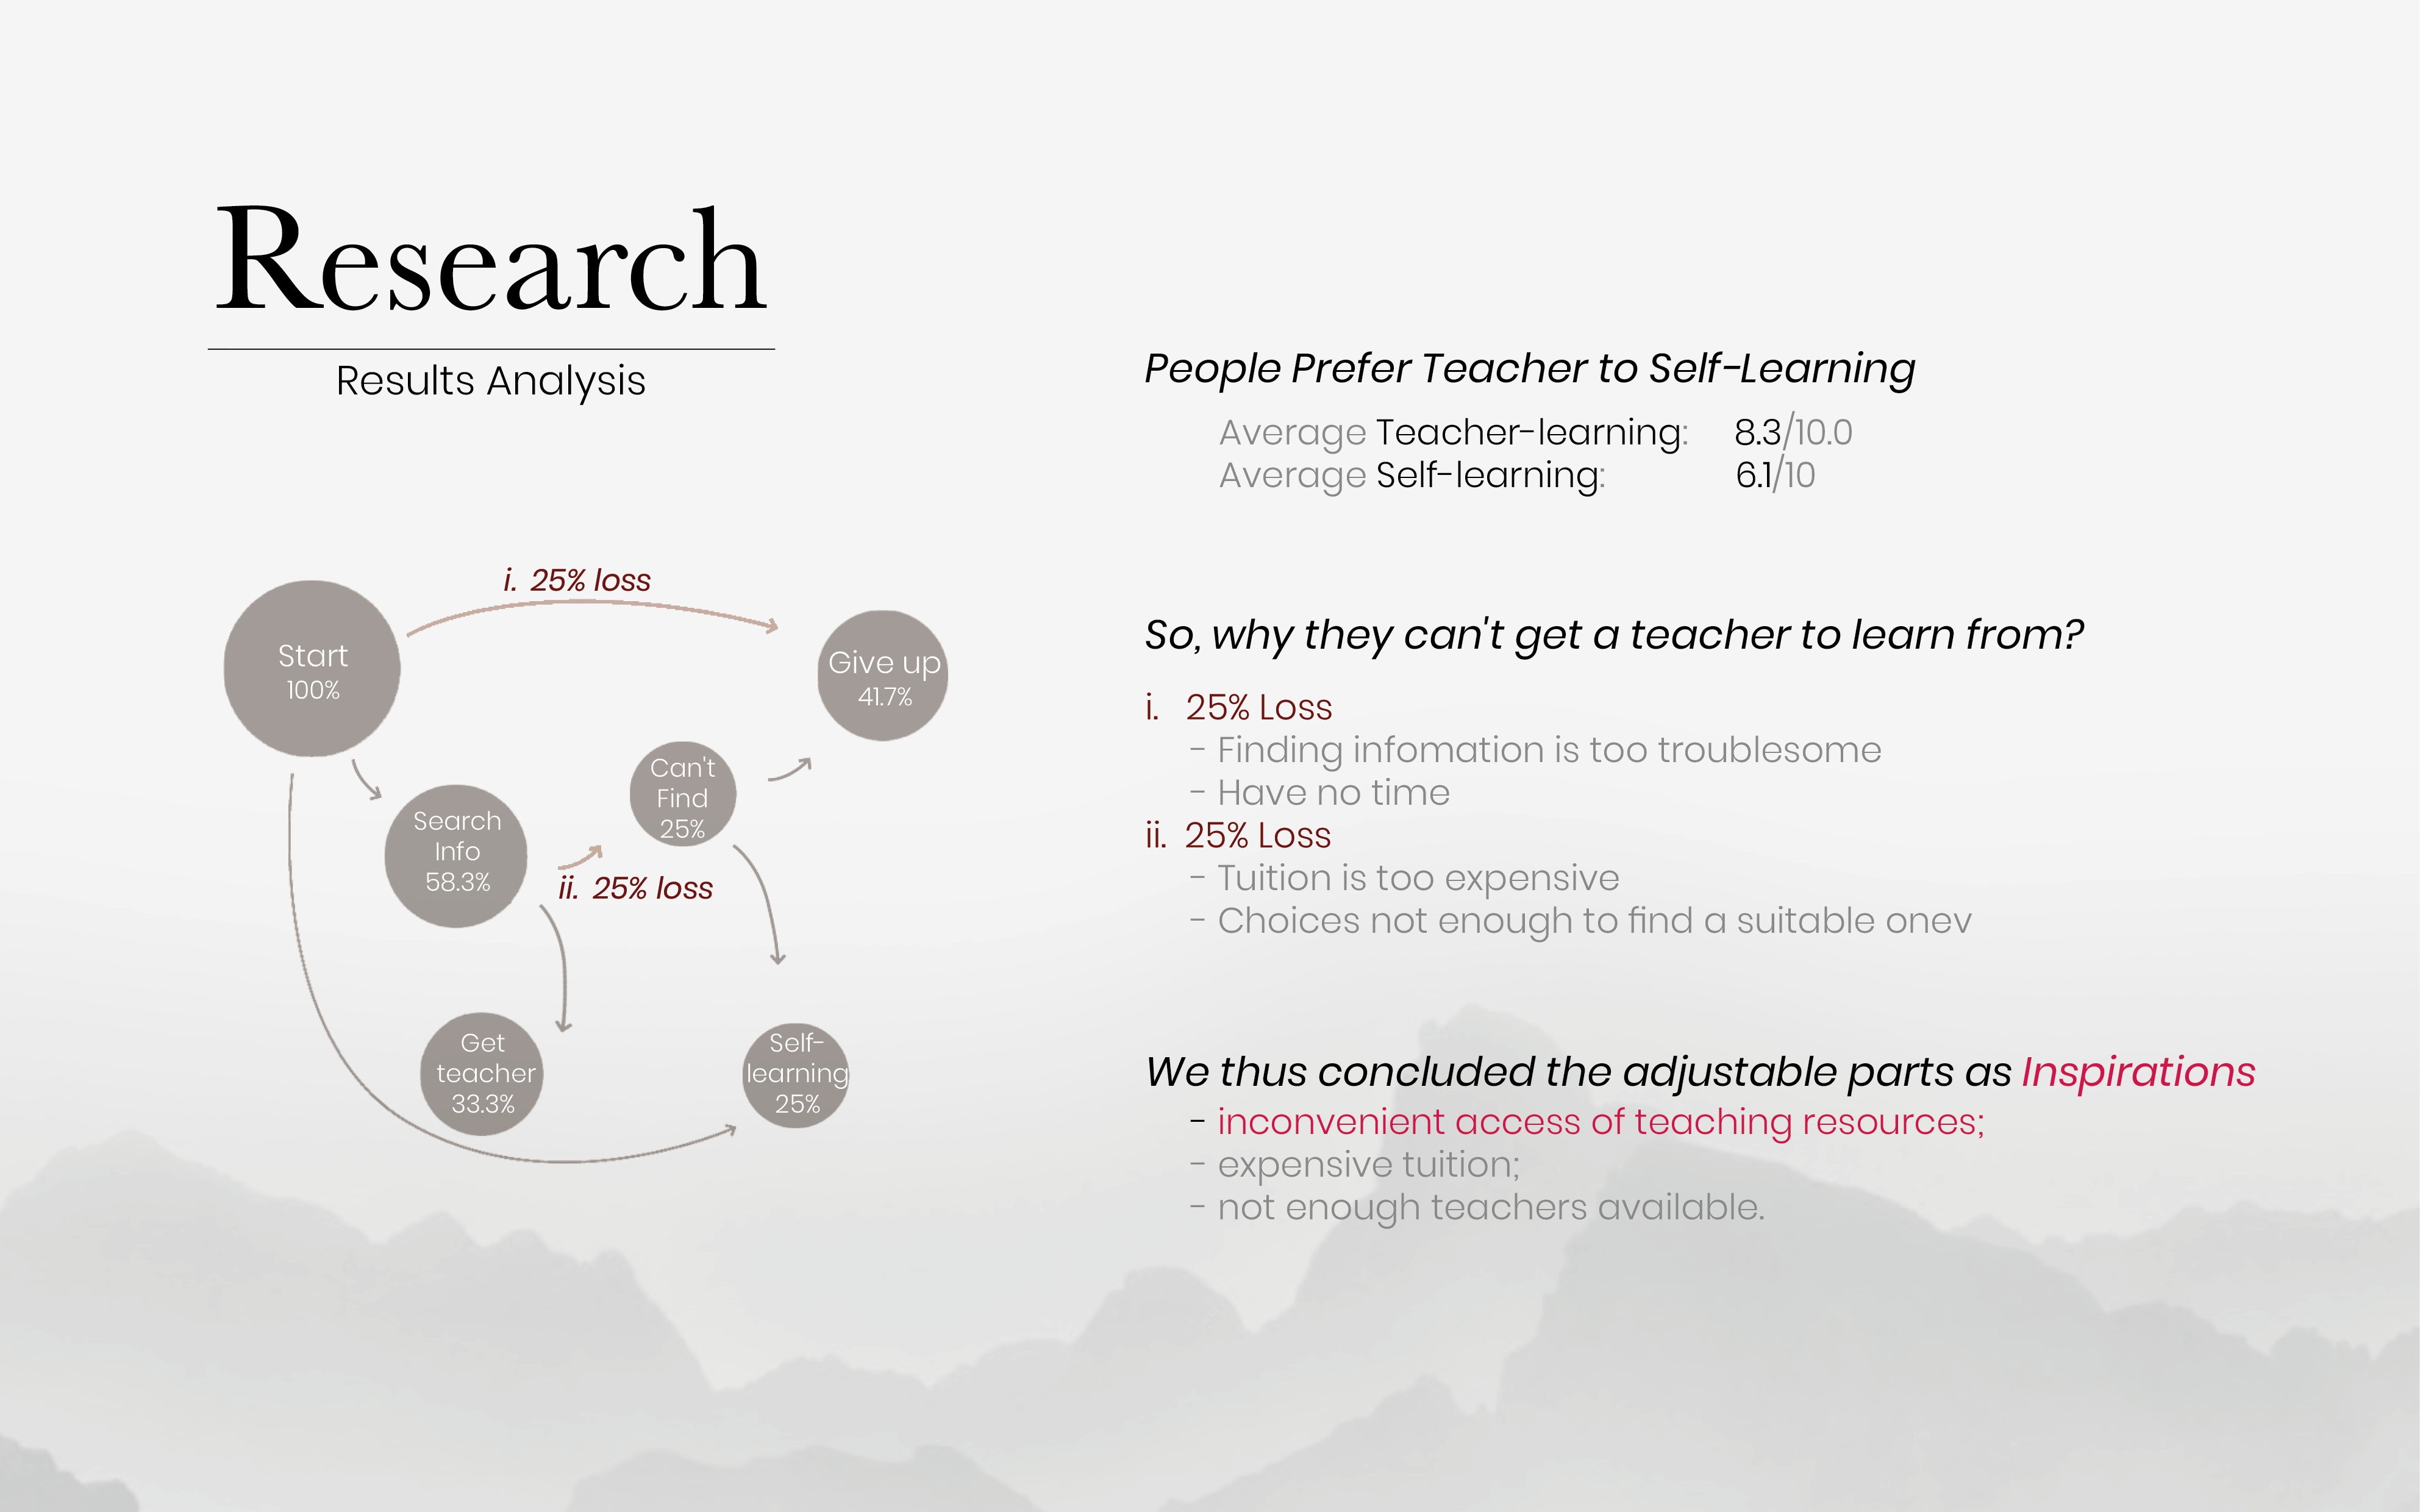 Research
Results Analysis
i. 25% loss
Start
100%
Give up
41.7%
Can't
Find
25%
Search
Info
58.3%
ii. 25% loss
Get
teacher
33.3%
Self-
learning
25%
People Prefer Teacher to Self-Learning
Average Teacher-learning: 8.3/10.0
Average Self-learning: 6.1/10
So, why they can't get a teacher to learn from?
i. 25% Loss
- Finding infomation is too troublesome
- Have no time
ii. 25% Loss
- Tuition is too expensive
- Choices not enough to find a suitable onev
We thus concluded the adjustable parts as Inspirations
- inconvenient access of teaching resources;
- expensive tuition;
- not enough teachers available.